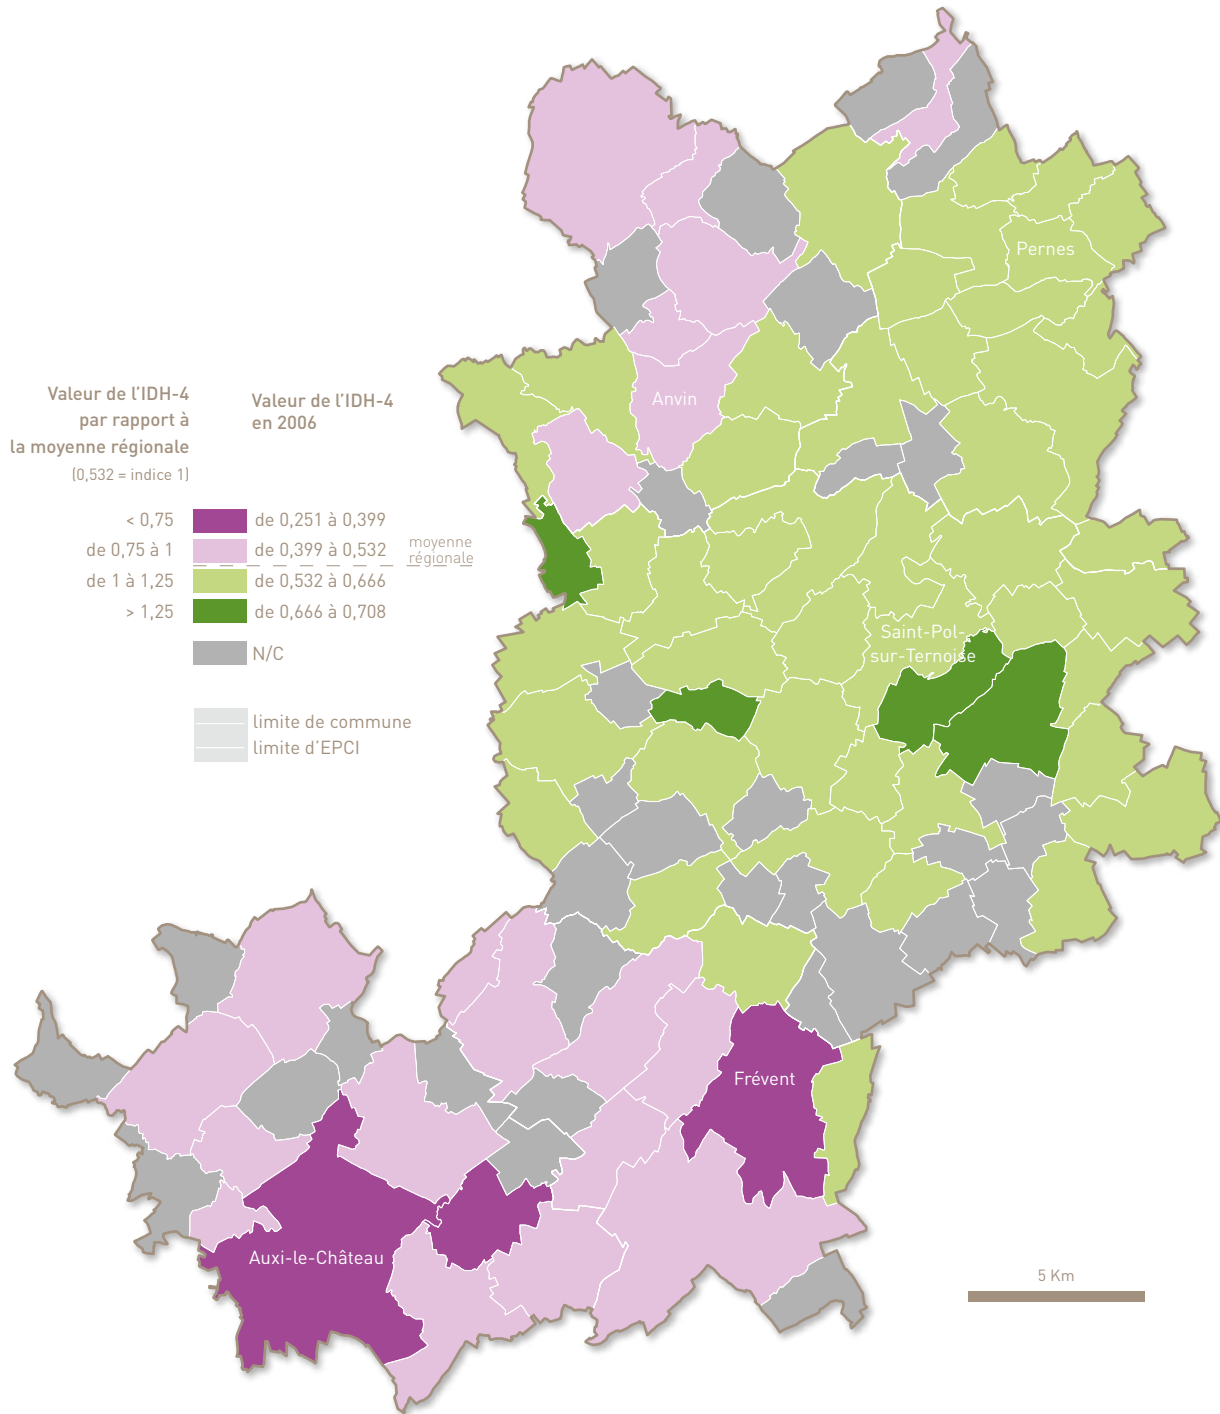 Pernes
Anvin
Valeur de l'IDH-4
par rapport à
la moyenne régionale
(0,532 = indice 1)
Valeur de l'IDH-4
en 2006
< 0,75 de 0,251 à 0,399
de 0,75 à 1 de 0,399 à 0,532
moyenne
régionale
de 1 à 1,25 de 0,532 à 0,666
> 1,25 de 0,666 à 0,708
N/C
limite de commune
limite d'EPCI
Saint-Pol-
sur-Ternoise
Frévent
Auxi-le-Château
5 Km